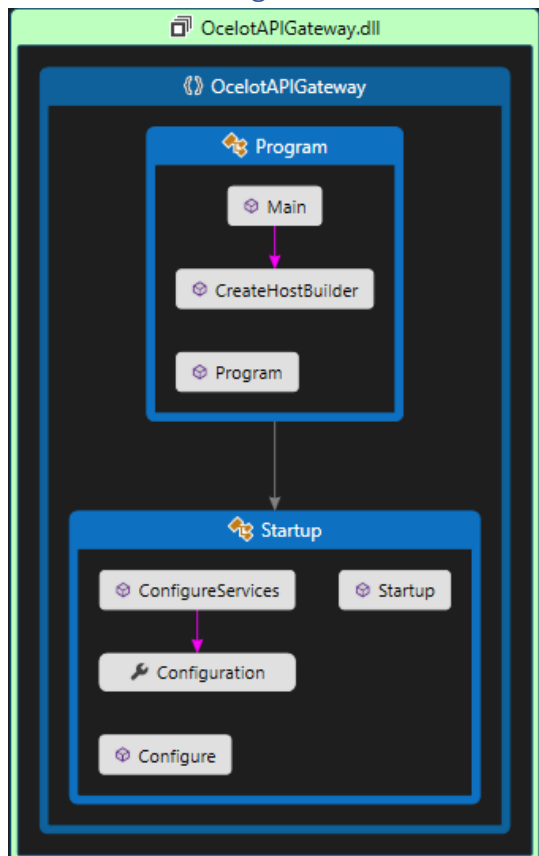 OcelotAPIGateway.dll
OcelotAPIGateway
Program
Main
CreateHostBuilder
Program
Startup
ConfigureServices
Startup
Configuration
Configure